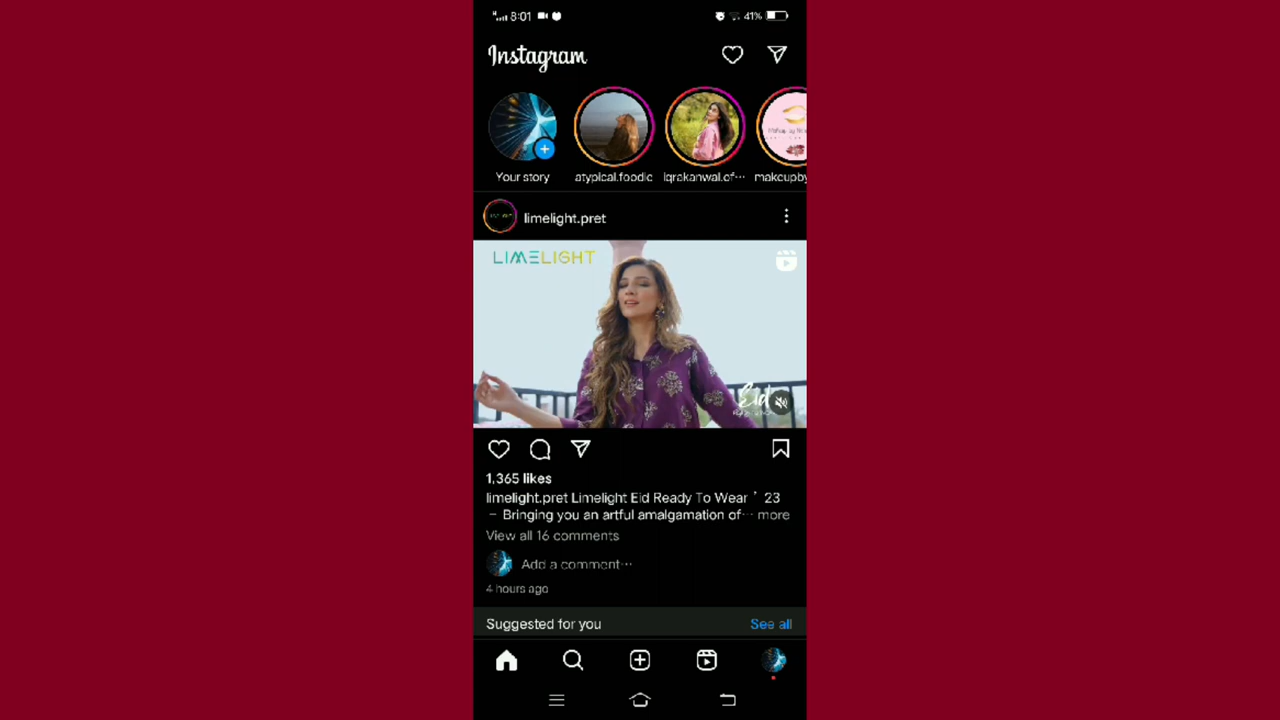 8:01
41%
Instagram
Your story
atypical.foodie
iqrakanwal.of...
makeupby
limelight.pret
LIMELIGHT
Eid
1,365 likes
limelight.pret Limelight Eid Ready To Wear ' 23
– Bringing you an artful amalgamation of... more
View all 16 comments
Add a comment...
4 hours ago
Suggested for you
See all